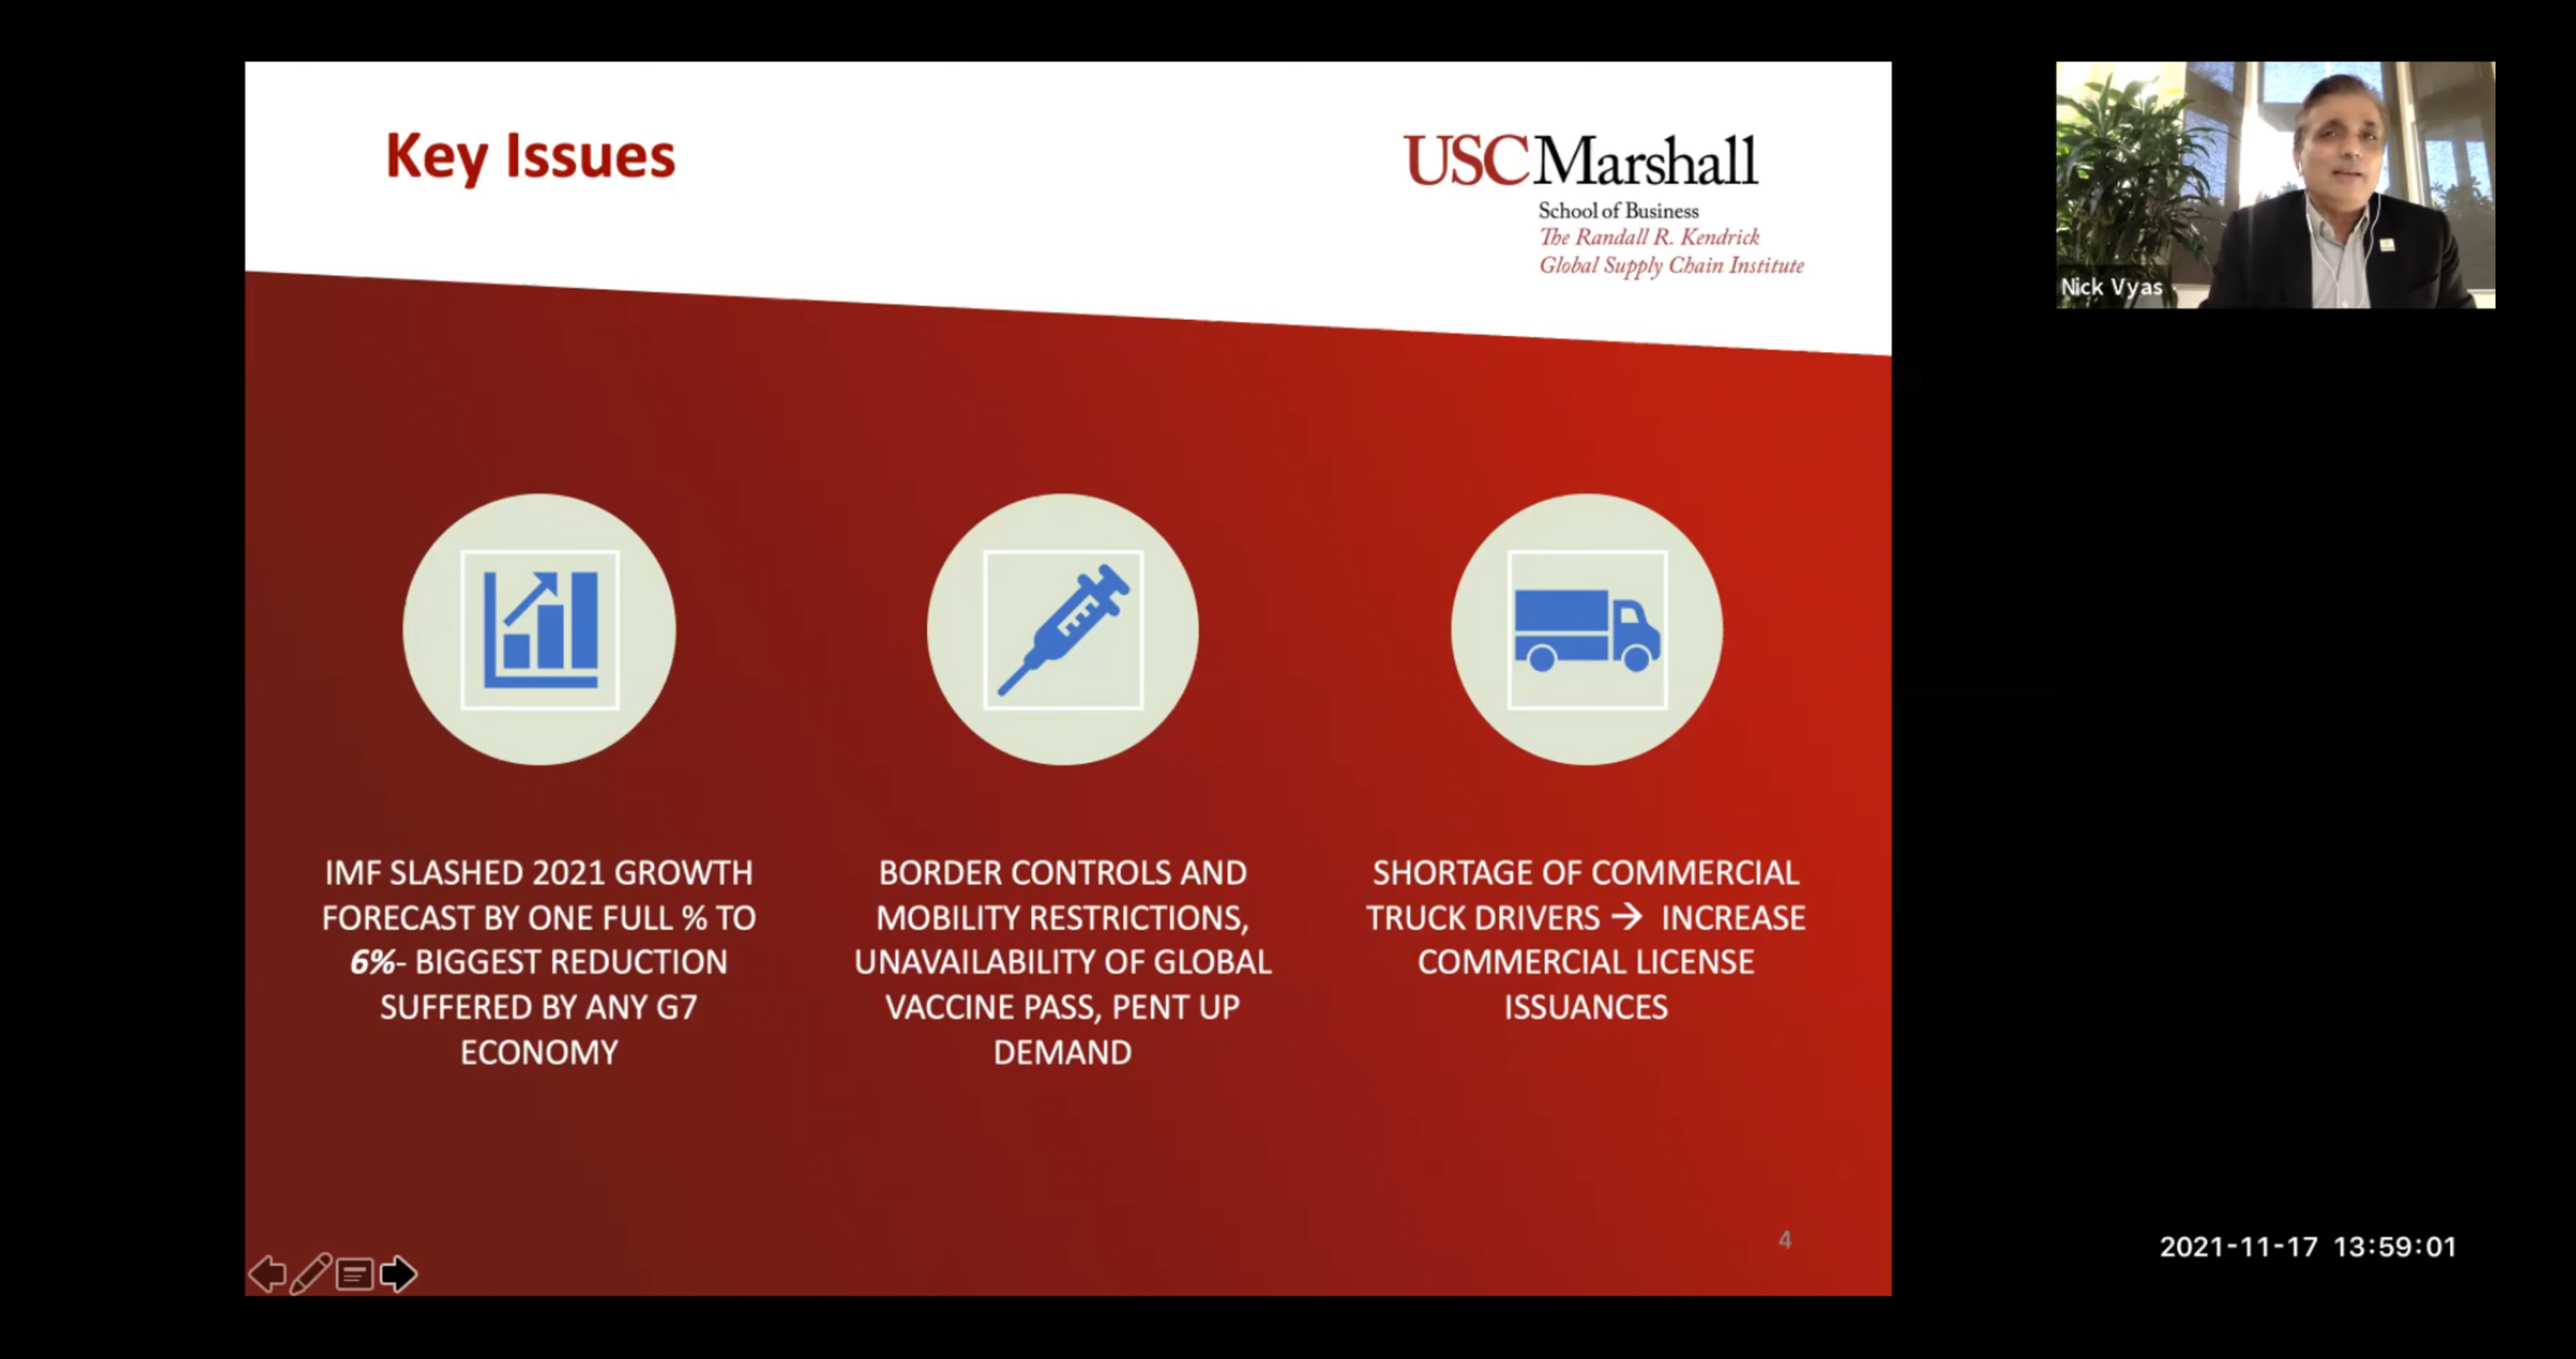 Key Issues
USC Marshall
School of Business
The Randall R. Kendrick
Global Supply Chain Institute
Nick Vyas
IMF SLASHED 2021 GROWTH
FORECAST BY ONE FULL % TO
6%- BIGGEST REDUCTION
SUFFERED BY ANY G7
ECONOMY
BORDER CONTROLS AND
MOBILITY RESTRICTIONS,
UNAVAILABILITY OF GLOBAL
VACCINE PASS, PENT UP
DEMAND
SHORTAGE OF COMMERCIAL
TRUCK DRIVERS → INCREASE
COMMERCIAL LICENSE
ISSUANCES
4
2021-11-17 13:59:01